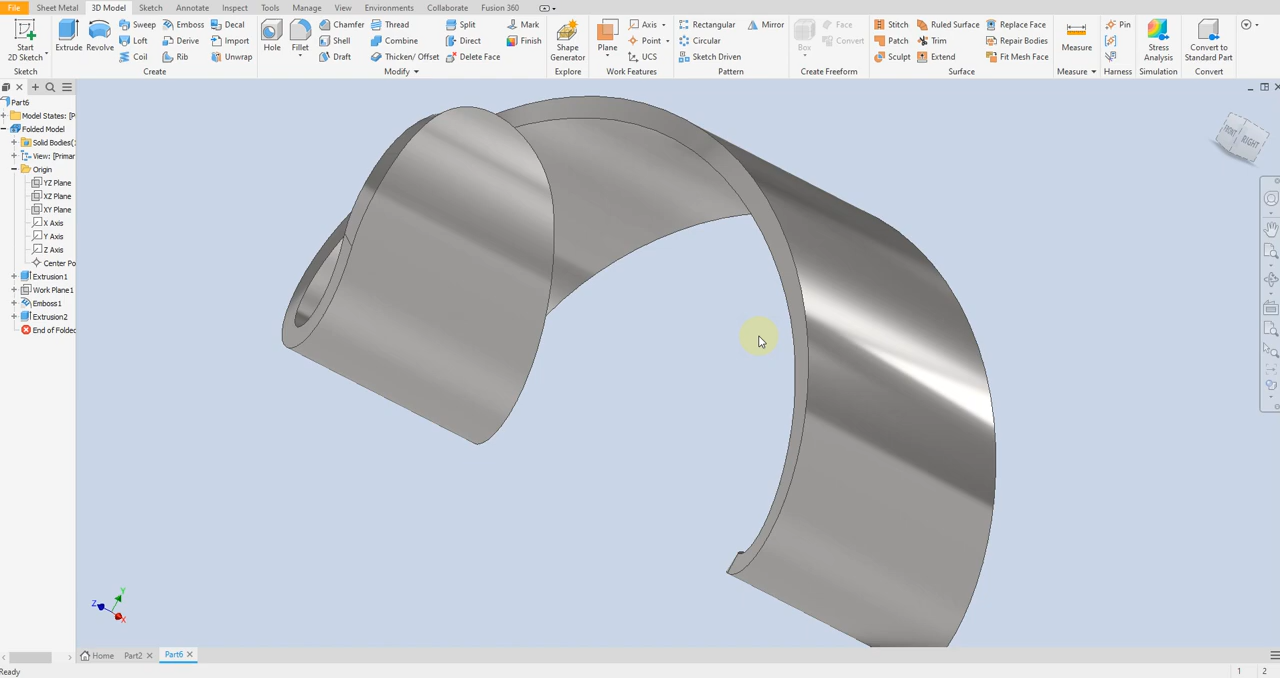 File Sheet Metal 3D Model Sketch Annotate Inspect Tools Manage View Environments Collaborate Fusion 360
Start
2D Sketch
Sketch
Extrude
Revolve
Sweep Emboss Decal
Loft Derive Import
Coil Rib Unwrap
Create
Hole
Fillet
Chamfer Thread Split Mark
Shell Combine Direct Finish
Draft Thicken/ Offset Delete Face
Modify
Shape
Generator
Explore
Plane
Axis
Point
UCS
Work Features
Rectangular Mirror
Circular
Sketch Driven
Pattern
Box
Face
Convert
Create Freeform
Stitch Ruled Surface Replace Face
Patch Trim Repair Bodies
Sculpt Extend Fit Mesh Face
Surface
Measure
Measure
Pin
Harness
Stress
Analysis
Simulation
Convert to
Standard Part
Convert
Part6
Model States: [P
Folded Model
Solid Bodies(
View: [Primar
Origin
YZ Plane
XZ Plane
XY Plane
X Axis
Y Axis
Z Axis
Center Po
Extrusion1
Work Plane1
Emboss1
Extrusion2
End of Folded
FRONT RIGHT
Y
Z
X
Home Part2 Part6
Ready 1 2